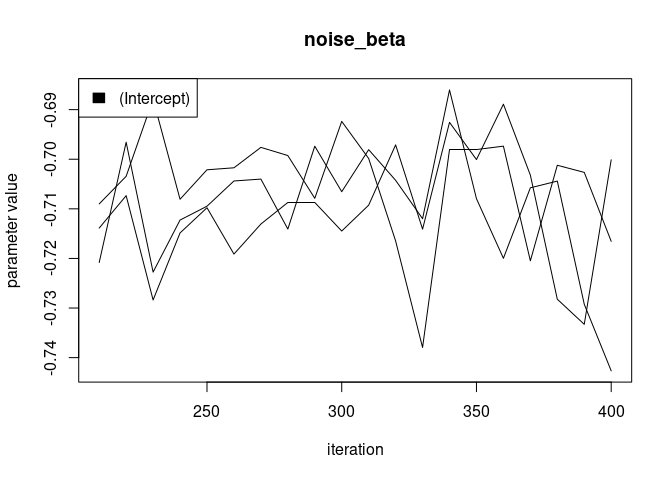 noise_beta
(Intercept)
parameter value
-0.69
-0.70
-0.71
-0.72
-0.73
-0.74
250
300
350
400
iteration